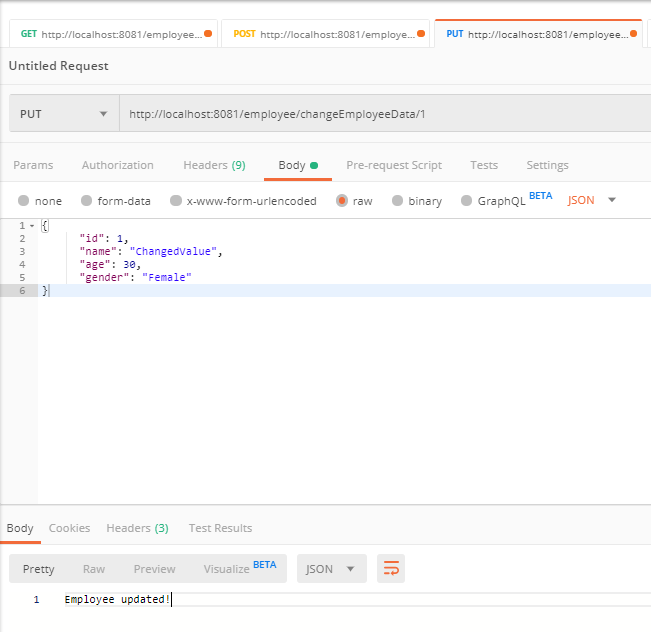 GET http://localhost:8081/employee... POST http://localhost:8081/employe... PUT http://localhost:8081/employee...
Untitled Request
PUT http://localhost:8081/employee/changeEmployeeData/1
Params Authorization Headers (9) Body Pre-request Script Tests Settings
none form-data x-www-form-urlencoded raw binary GraphQL BETA JSON
1 {
2 "id": 1,
3 "name": "ChangedValue",
4 "age": 30,
5 "gender": "Female"
6 }
Body Cookies Headers (3) Test Results
Pretty Raw Preview Visualize BETA JSON
1 Employee updated!